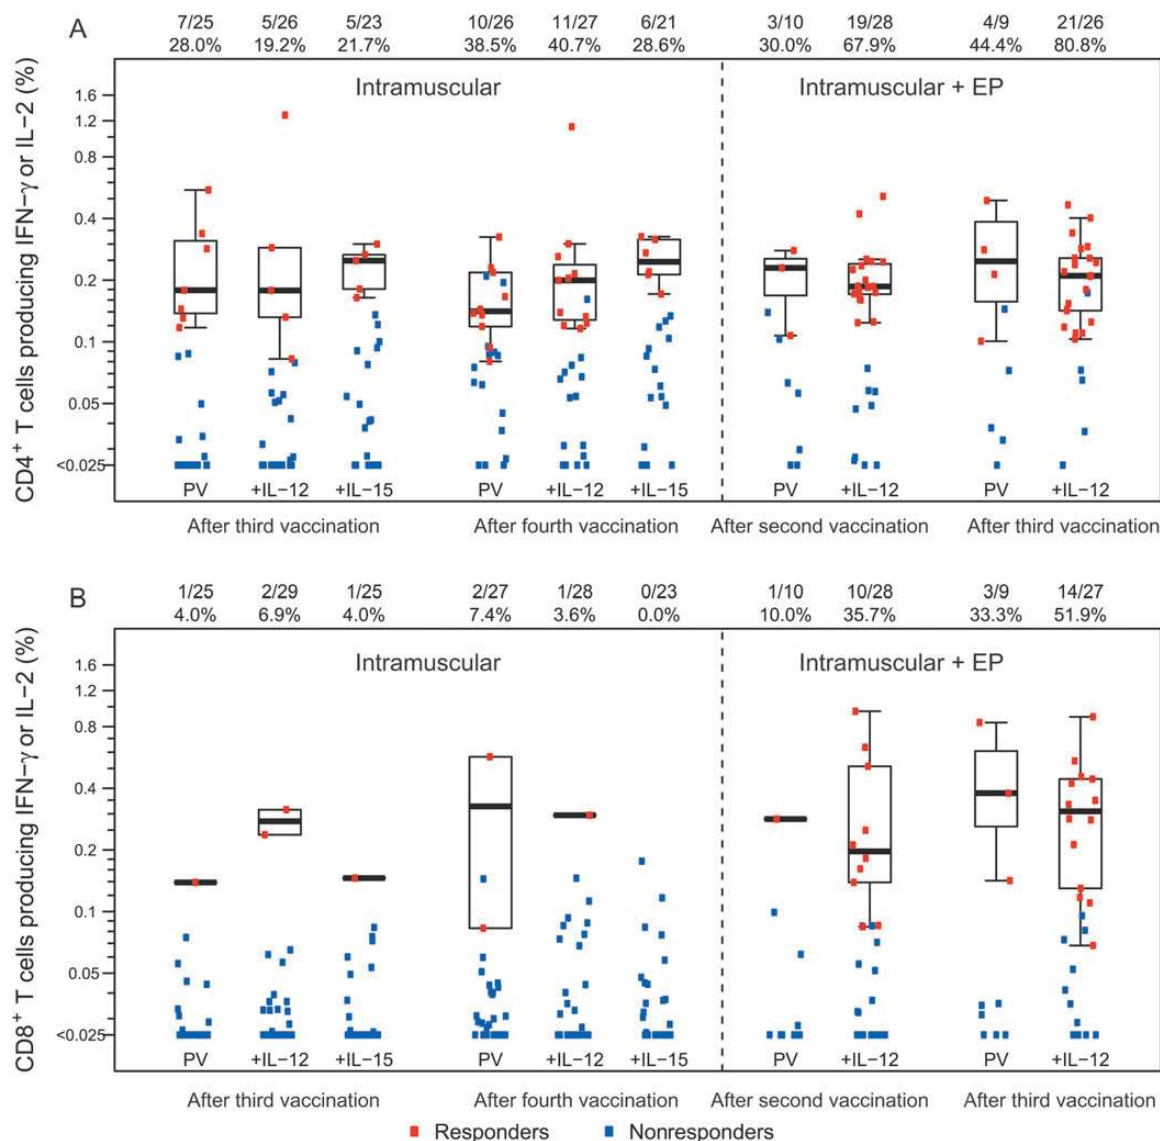 A
7/25 5/26 5/23 10/26 11/27 6/21 3/10 19/28 4/9 21/26
28.0% 19.2% 21.7% 38.5% 40.7% 28.6% 30.0% 67.9% 44.4% 80.8%
Intramuscular Intramuscular + EP
CD4⁺ T cells producing IFN−γ or IL−2 (%)
1.6
1.2
0.8
0.4
0.2
0.1
0.05
<0.025
PV +IL−12 +IL−15 PV +IL−12 +IL−15 PV +IL−12 PV +IL−12
After third vaccination After fourth vaccination After second vaccination After third vaccination
B
1/25 2/29 1/25 2/27 1/28 0/23 1/10 10/28 3/9 14/27
4.0% 6.9% 4.0% 7.4% 3.6% 0.0% 10.0% 35.7% 33.3% 51.9%
Intramuscular Intramuscular + EP
CD8⁺ T cells producing IFN−γ or IL−2 (%)
1.6
1.2
0.8
0.4
0.2
0.1
0.05
<0.025
PV +IL−12 +IL−15 PV +IL−12 +IL−15 PV +IL−12 PV +IL−12
After third vaccination After fourth vaccination After second vaccination After third vaccination
Responders Nonresponders